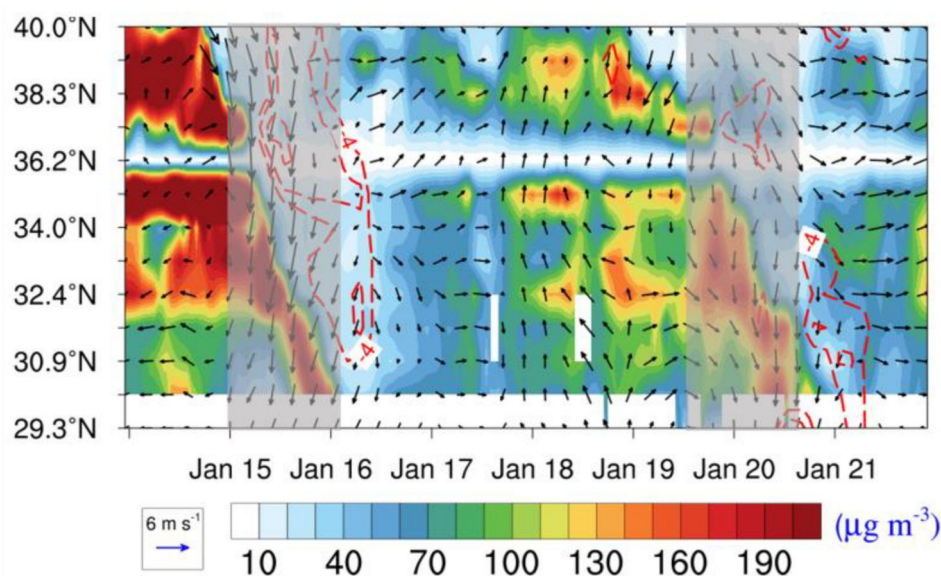 40.0°N
38.3°N
36.2°N
34.0°N
32.4°N
30.9°N
29.3°N
-4
-4
-4
-4
Jan 15 Jan 16 Jan 17 Jan 18 Jan 19 Jan 20 Jan 21
6 m s⁻¹
10 40 70 100 130 160 190 (μg m⁻³)